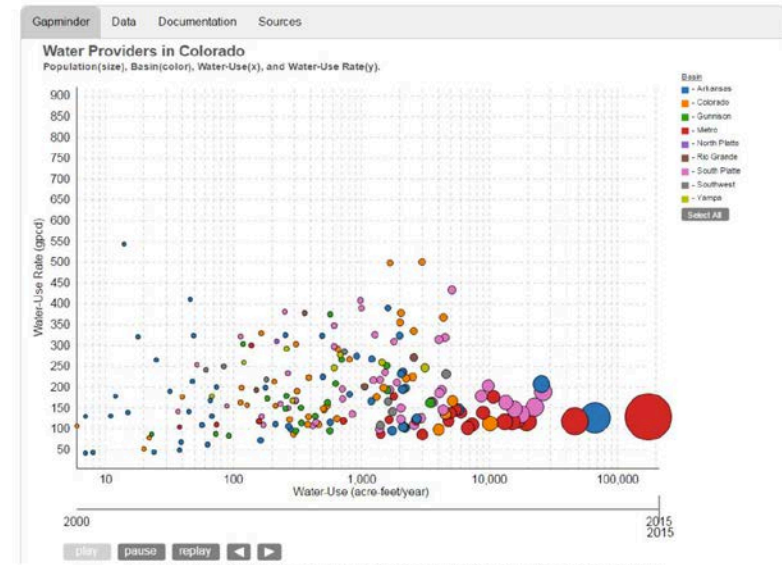 Gapminder Data Documentation Sources
Water Providers in Colorado
Population(size), Basin(color), Water-Use(x), and Water-Use Rate(y).
Basin
- Arkansas
- Colorado
- Gunnison
- Metro
- North Platte
- Rio Grande
- South Platte
- Southwest
- Yampa
Select All
Water-Use Rate (gpcd)
900
850
800
750
700
650
600
550
500
450
400
350
300
250
200
150
100
50
10 100 1,000 10,000 100,000
Water-Use (acre-feet/year)
2000 2015
2015
play pause replay